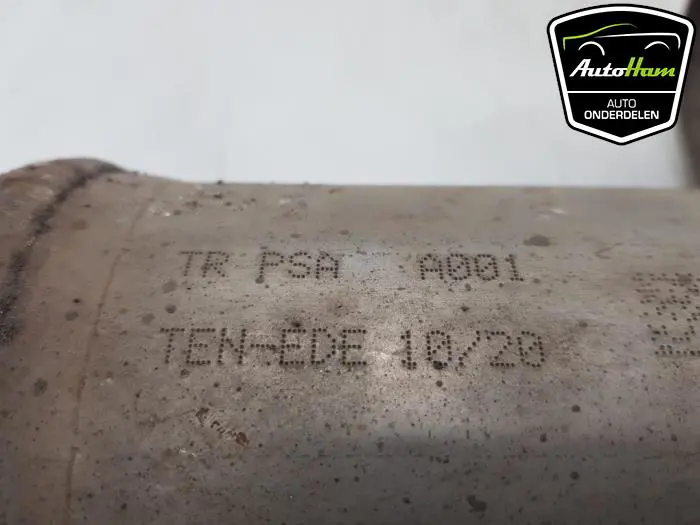 AutoHam
AUTO
ONDERDELEN
TR PSA A001
TEN-EDE 10/20